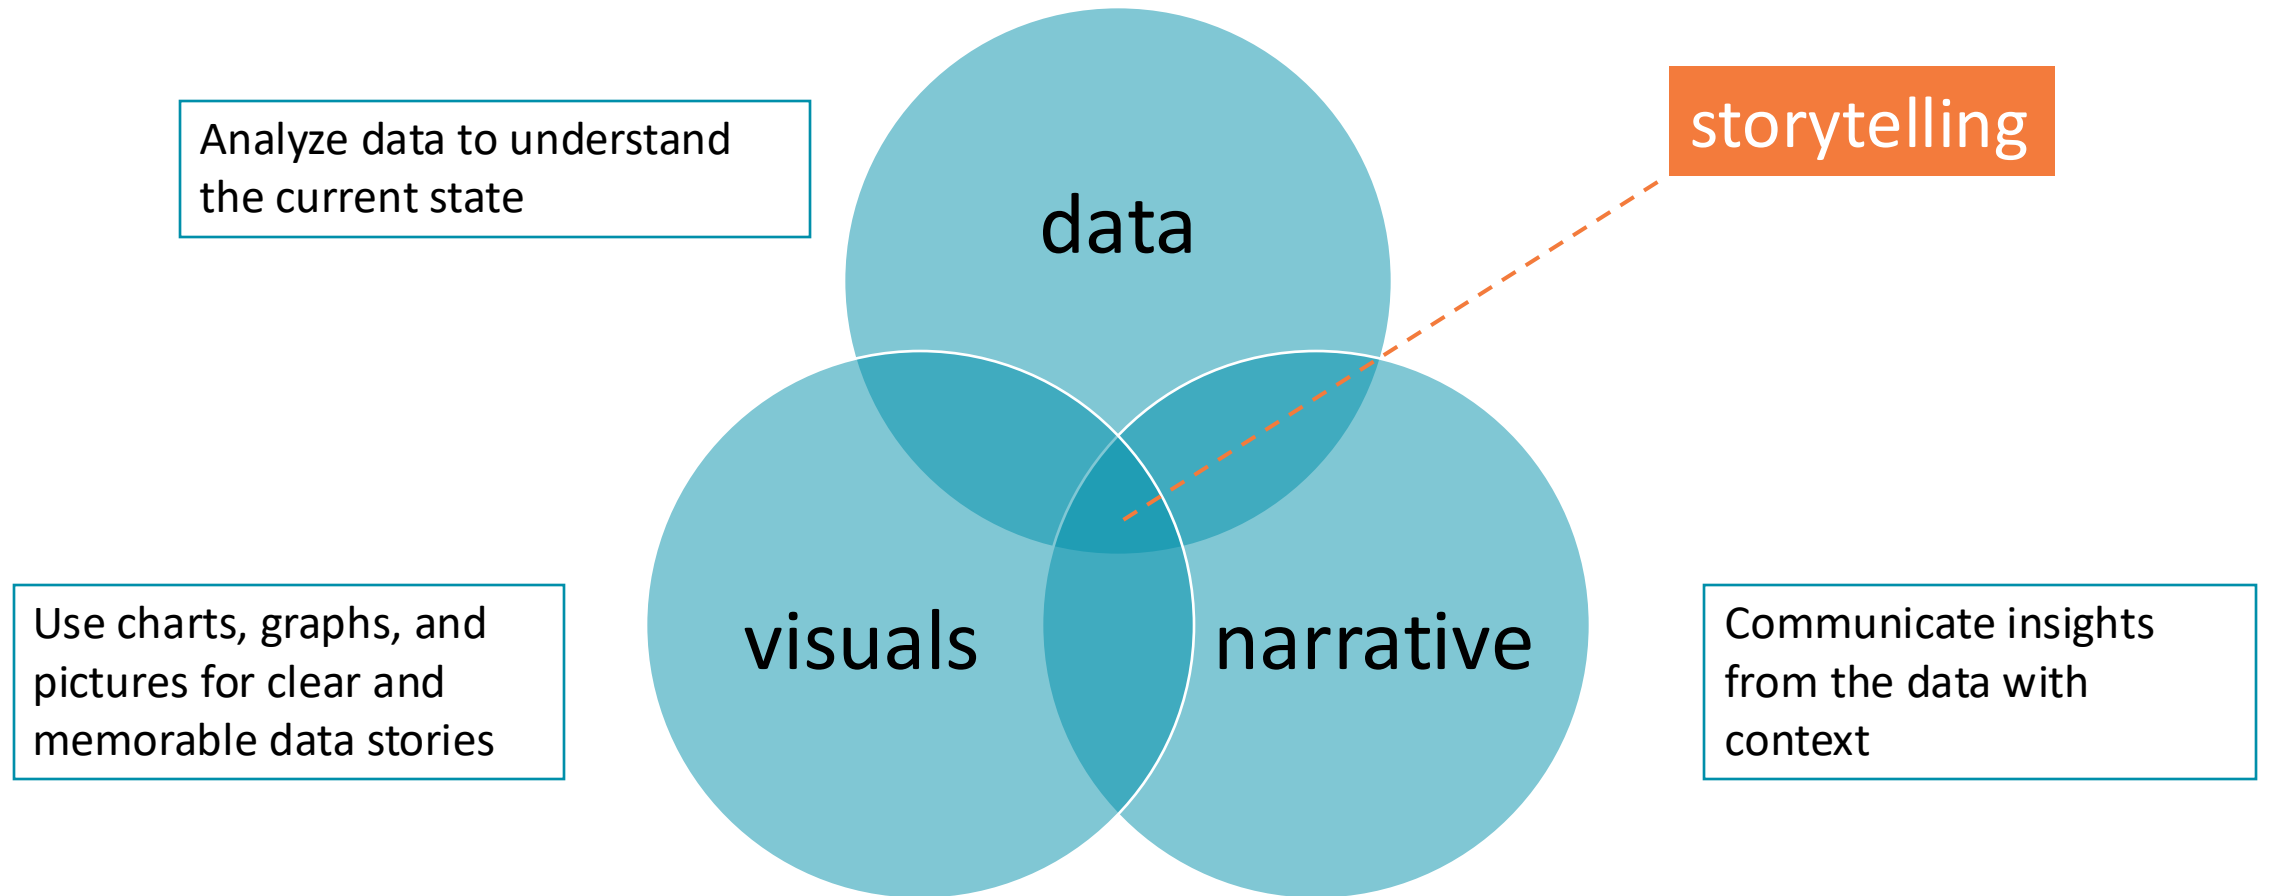 Analyze data to understand
the current state
storytelling
data
Use charts, graphs, and
pictures for clear and
memorable data stories
visuals
narrative
Communicate insights
from the data with
context